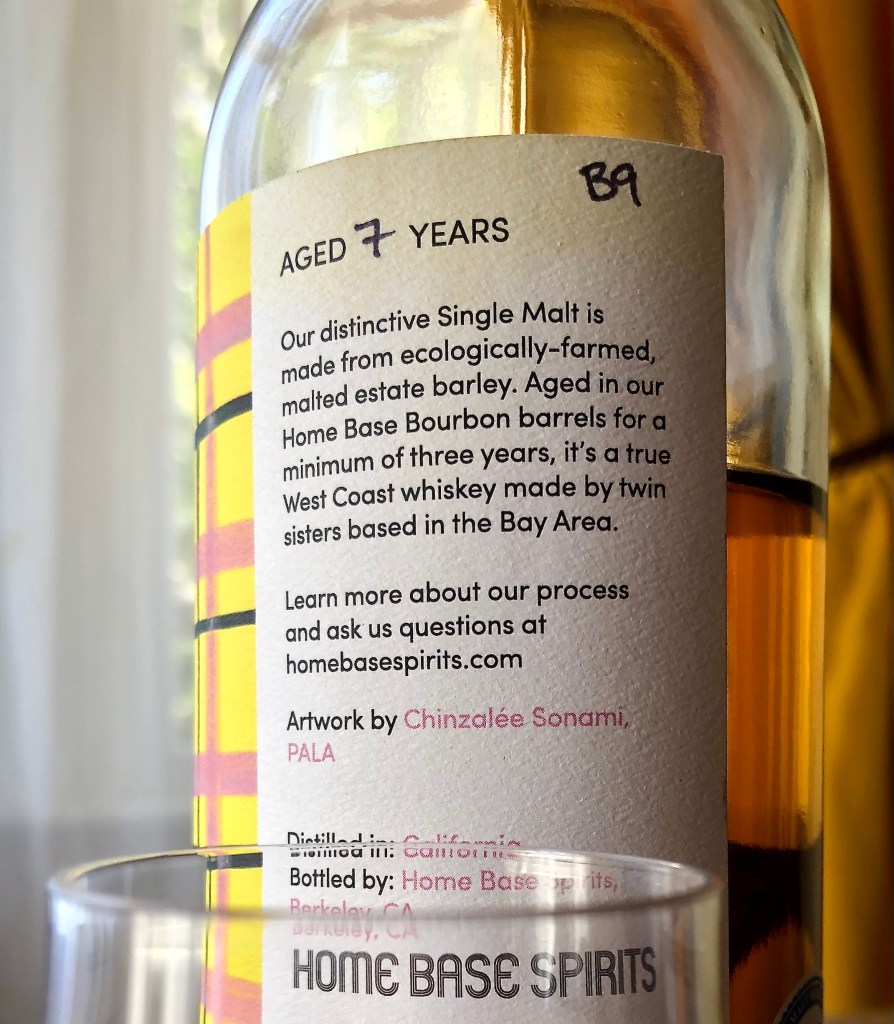 B9
AGED 7 YEARS
Our distinctive Single Malt is
made from ecologically-farmed,
malted estate barley. Aged in our
Home Base Bourbon barrels for a
minimum of three years, it's a true
West Coast whiskey made by twin
sisters based in the Bay Area.
Learn more about our process
and ask us questions at
homebasespirits.com
Artwork by Chinzalée Sonami,
PALA
Distilled in: California
Bottled by: Home Base Spirits,
Berkeley, CA
HOME BASE SPIRITS